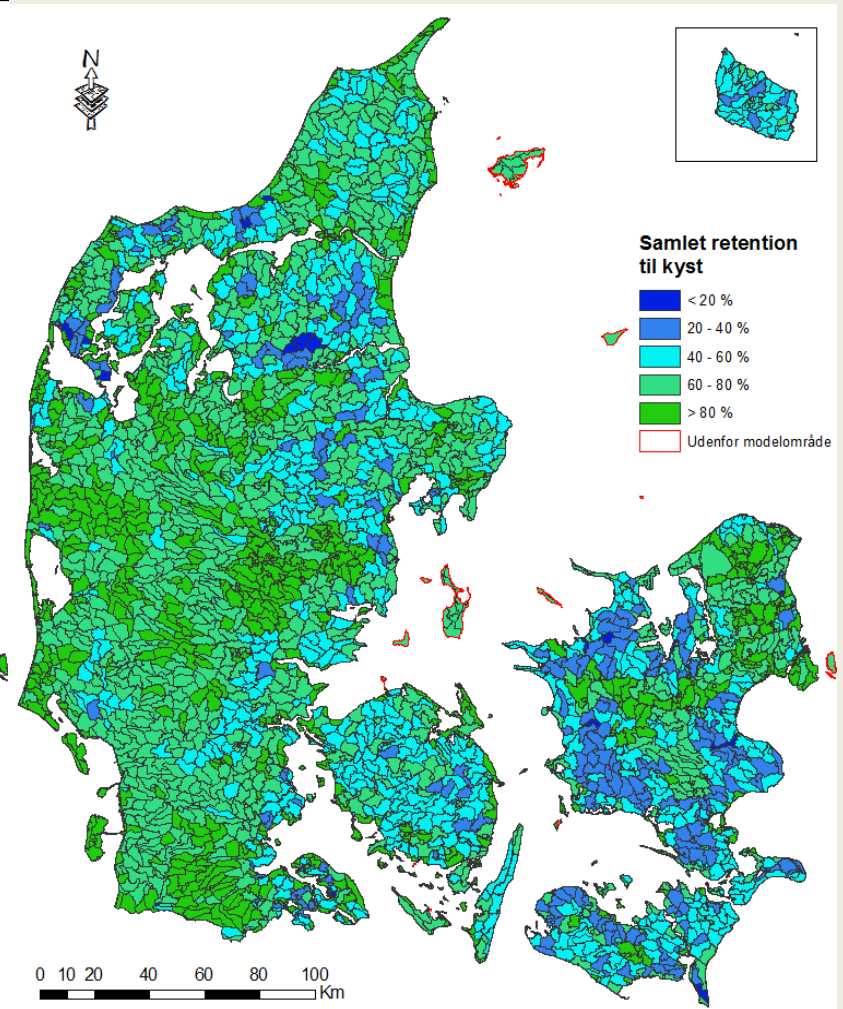 N
Samlet retention
til kyst
< 20 %
20 - 40 %
40 - 60 %
60 - 80 %
> 80 %
Udenfor modelområde
0 10 20 40 60 80 100
Km